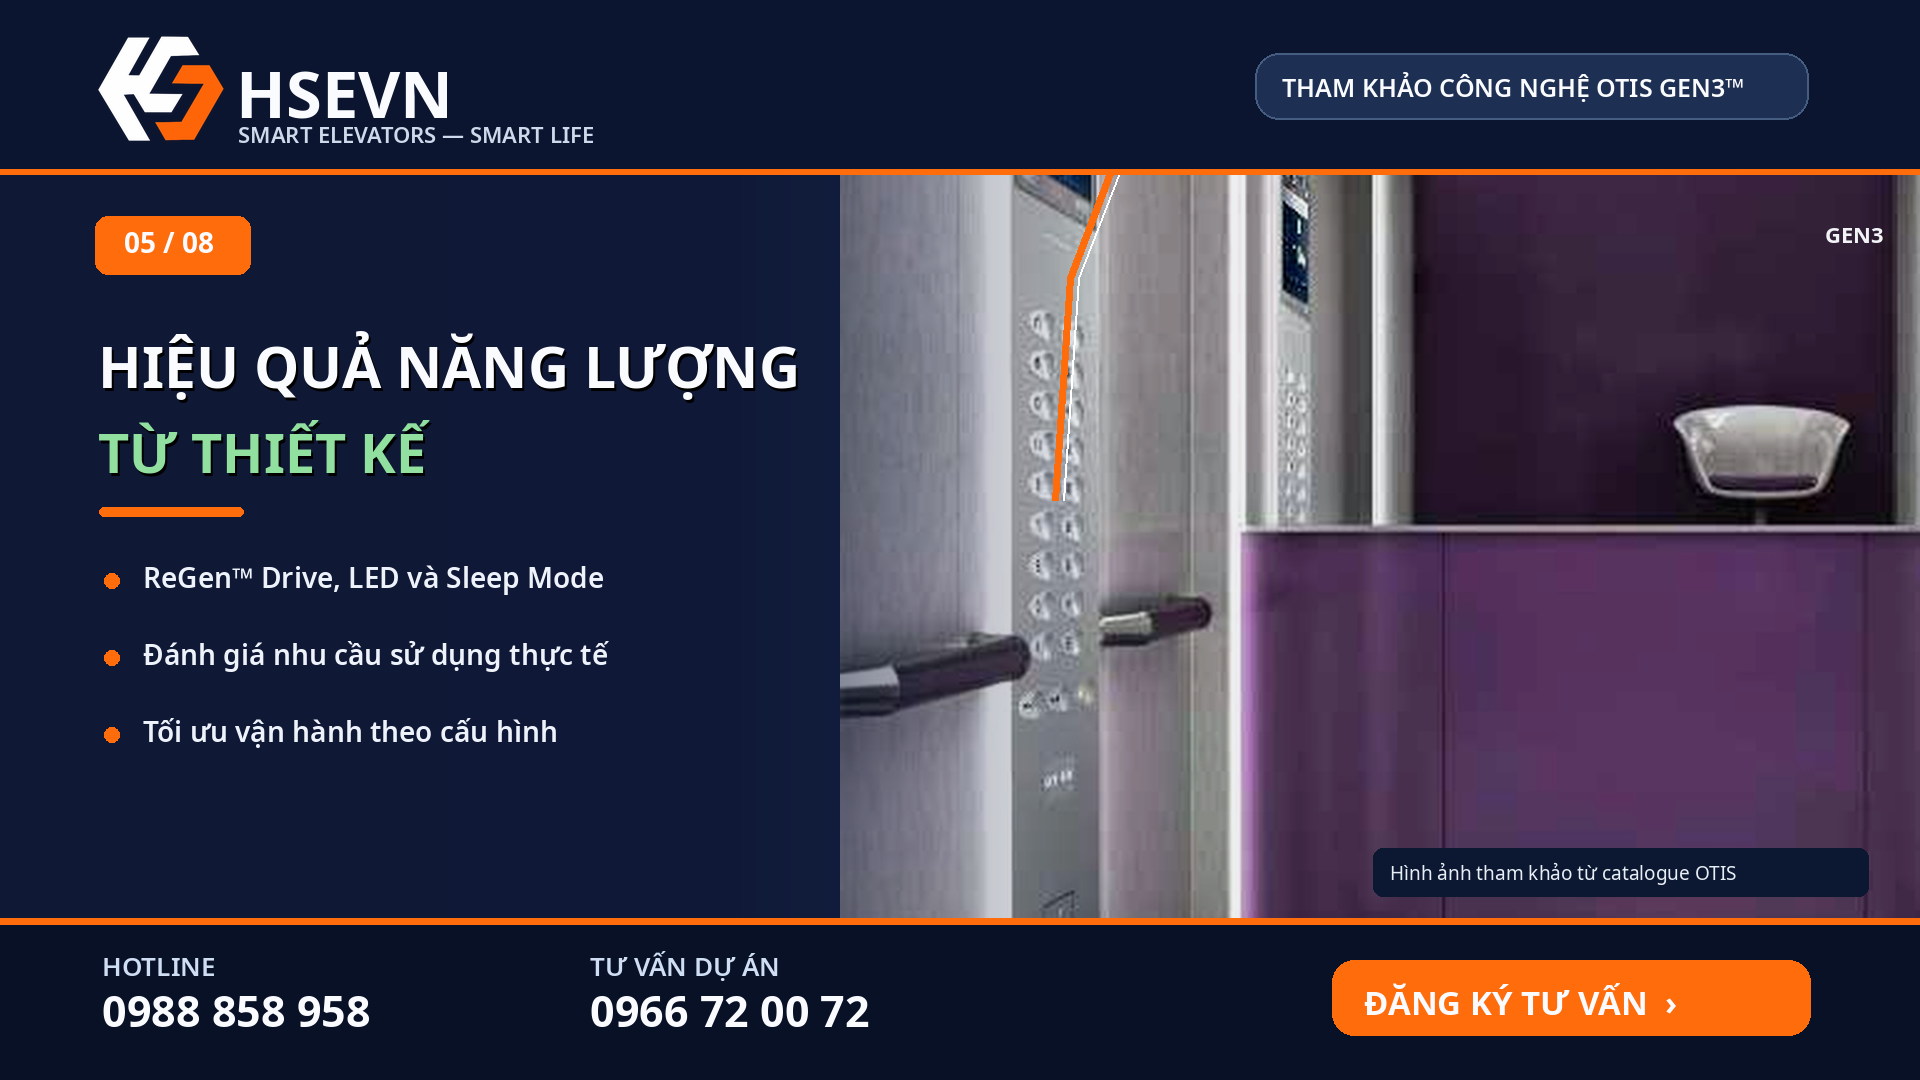 HSEVN
SMART ELEVATORS — SMART LIFE
THAM KHẢO CÔNG NGHỆ OTIS GEN3™
05 / 08
GEN3
HIỆU QUẢ NĂNG LƯỢNG
TỪ THIẾT KẾ
ReGen™ Drive, LED và Sleep Mode
Đánh giá nhu cầu sử dụng thực tế
Tối ưu vận hành theo cấu hình
Hình ảnh tham khảo từ catalogue OTIS
HOTLINE
0988 858 958
TƯ VẤN DỰ ÁN
0966 72 00 72
ĐĂNG KÝ TƯ VẤN ›